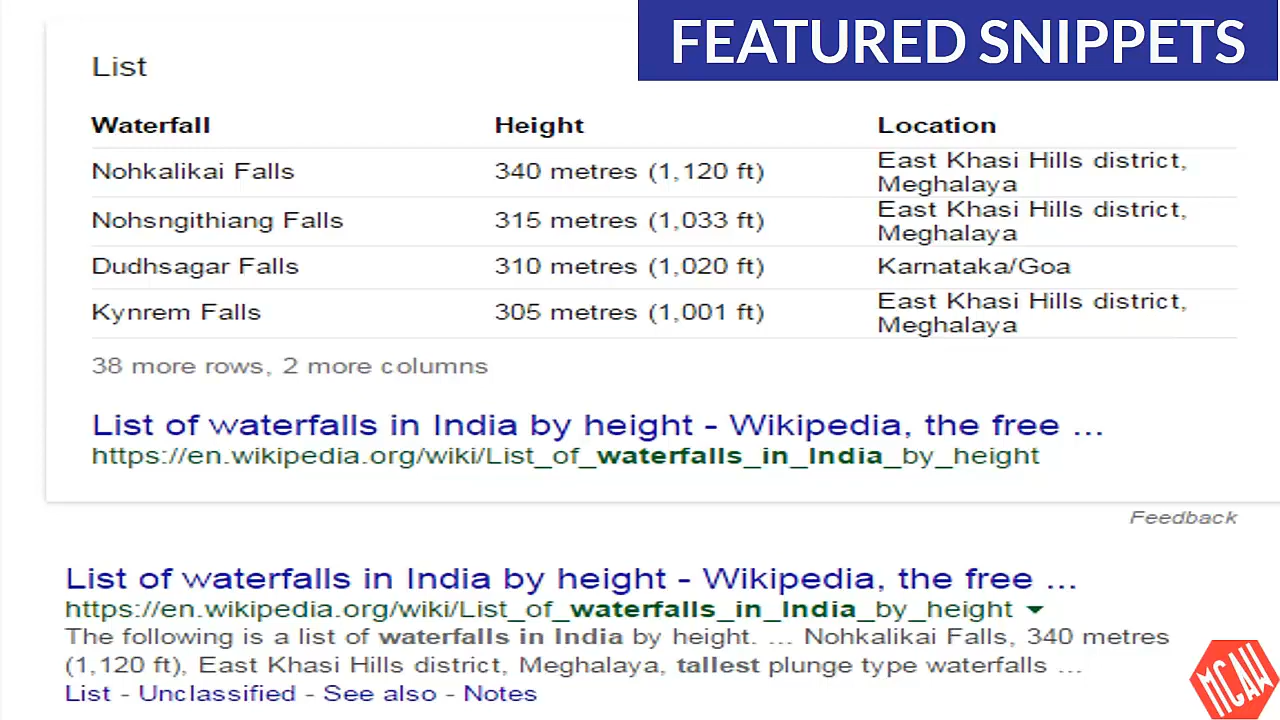 FEATURED SNIPPETS
List
Waterfall Height Location
Nohkalikai Falls 340 metres (1,120 ft) East Khasi Hills district, Meghalaya
Nohsngithiang Falls 315 metres (1,033 ft) East Khasi Hills district, Meghalaya
Dudhsagar Falls 310 metres (1,020 ft) Karnataka/Goa
Kynrem Falls 305 metres (1,001 ft) East Khasi Hills district, Meghalaya
38 more rows, 2 more columns
List of waterfalls in India by height - Wikipedia, the free ...
https://en.wikipedia.org/wiki/List_of_waterfalls_in_India_by_height
Feedback
List of waterfalls in India by height - Wikipedia, the free ...
https://en.wikipedia.org/wiki/List_of_waterfalls_in_India_by_height
The following is a list of waterfalls in India by height. ... Nohkalikai Falls, 340 metres
(1,120 ft), East Khasi Hills district, Meghalaya, tallest plunge type waterfalls ...
List - Unclassified - See also - Notes
MCAW